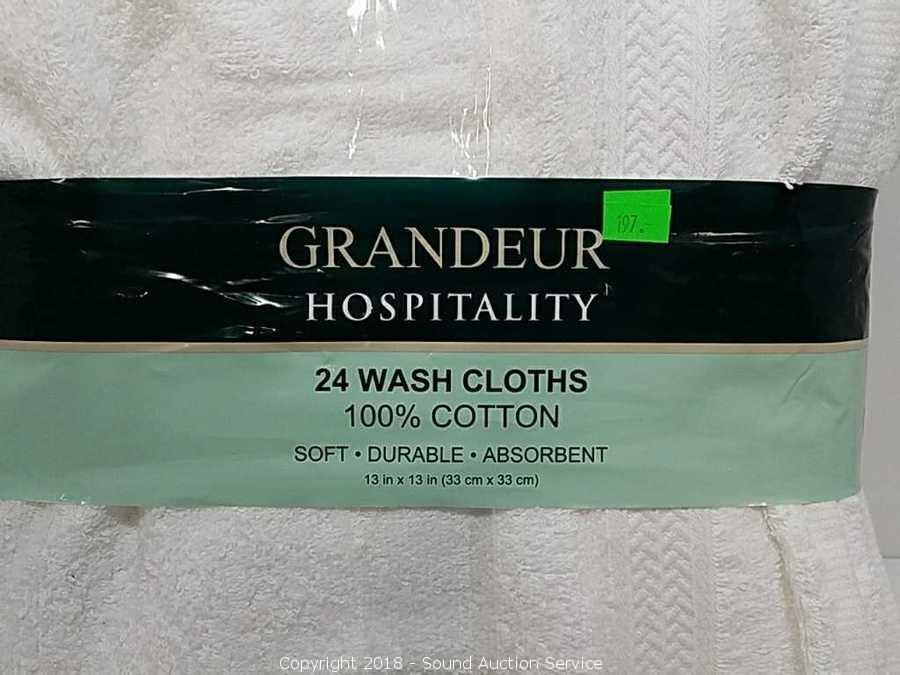 197.-
GRANDEUR
HOSPITALITY
24 WASH CLOTHS
100% COTTON
SOFT • DURABLE • ABSORBENT
13 in x 13 in (33 cm x 33 cm)
Copyright 2018 - Sound Auction Service